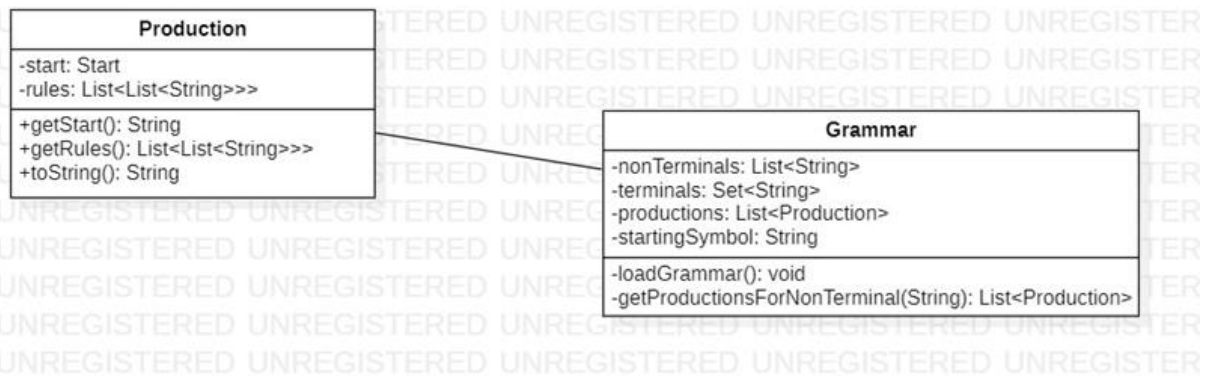 Production
-start: Start
-rules: List<List<String>>>
+getStart(): String
+getRules(): List<List<String>>>
+toString(): String
Grammar
-nonTerminals: List<String>
-terminals: Set<String>
-productions: List<Production>
-startingSymbol: String
-loadGrammar(): void
-getProductionsForNonTerminal(String): List<Production>
UNREGISTERED UNREGISTERED UNREGISTERED